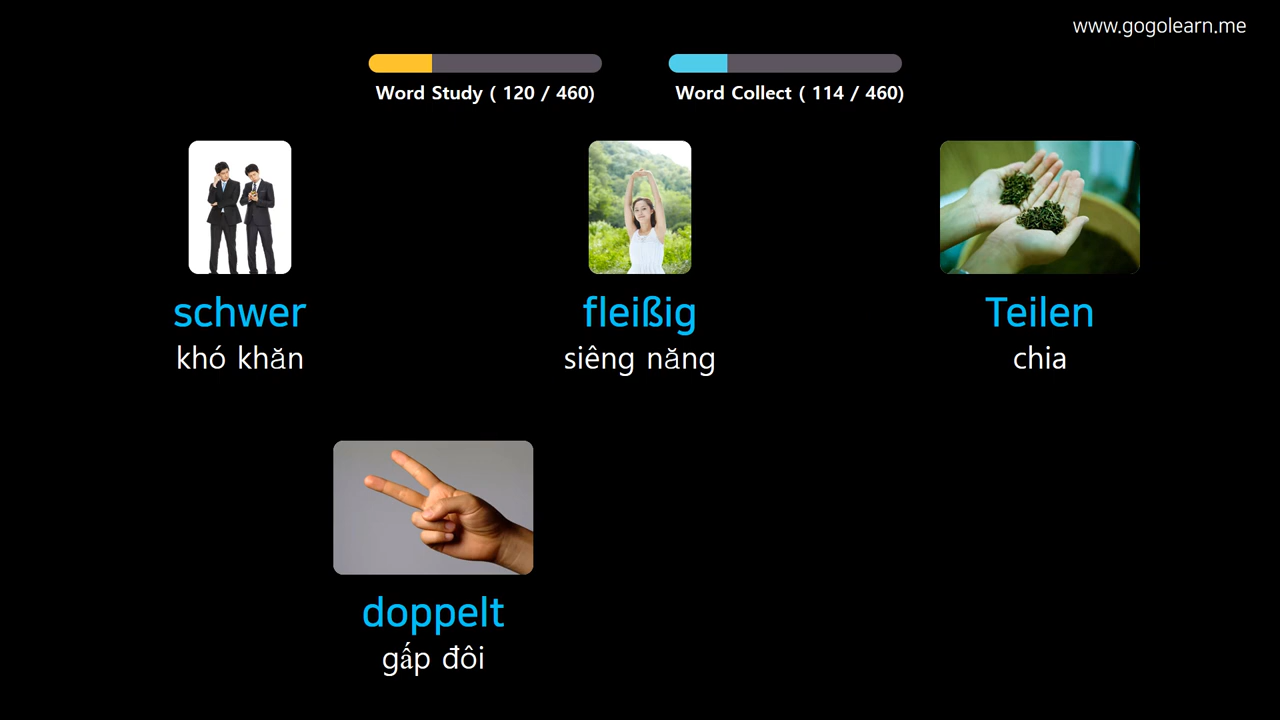 www.gogolearn.me
Word Study ( 120 / 460)
Word Collect ( 114 / 460)
schwer
khó khăn
fleißig
siêng năng
Teilen
chia
doppelt
gấp đôi